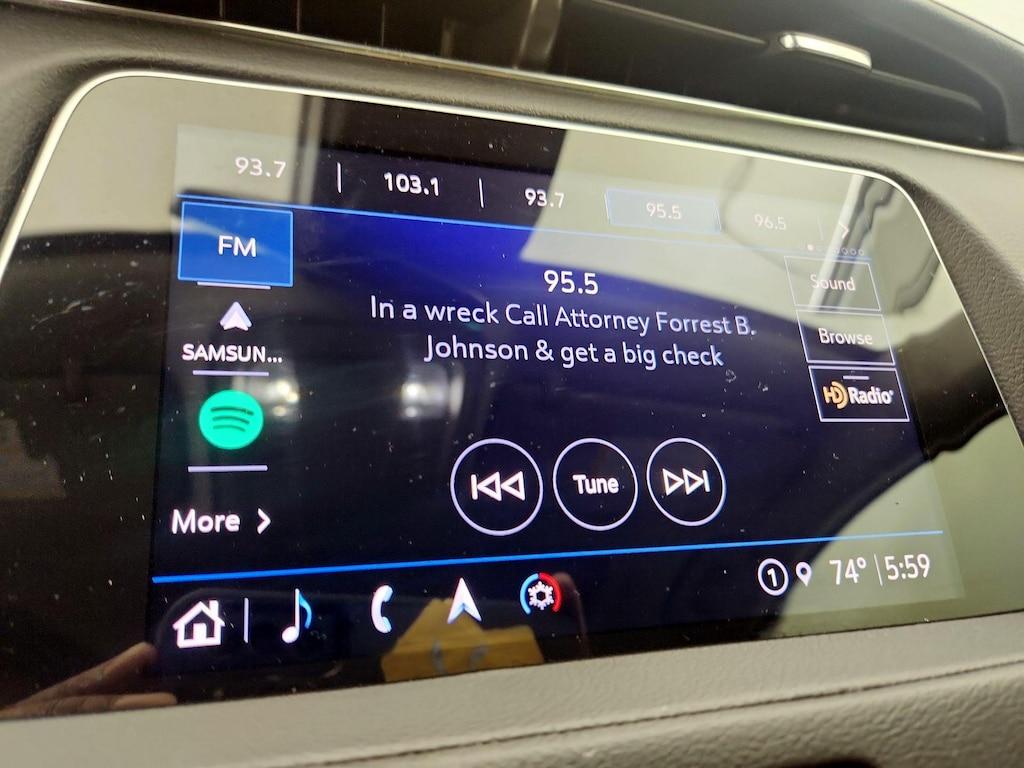 93.7 | 103.1 | 93.7 95.5 96.5 |
FM
95.5
Sound
In a wreck Call Attorney Forrest B.
Johnson & get a big check
Browse
SAMSUN...
HD Radio®
Tune
More
1 74° | 5:59